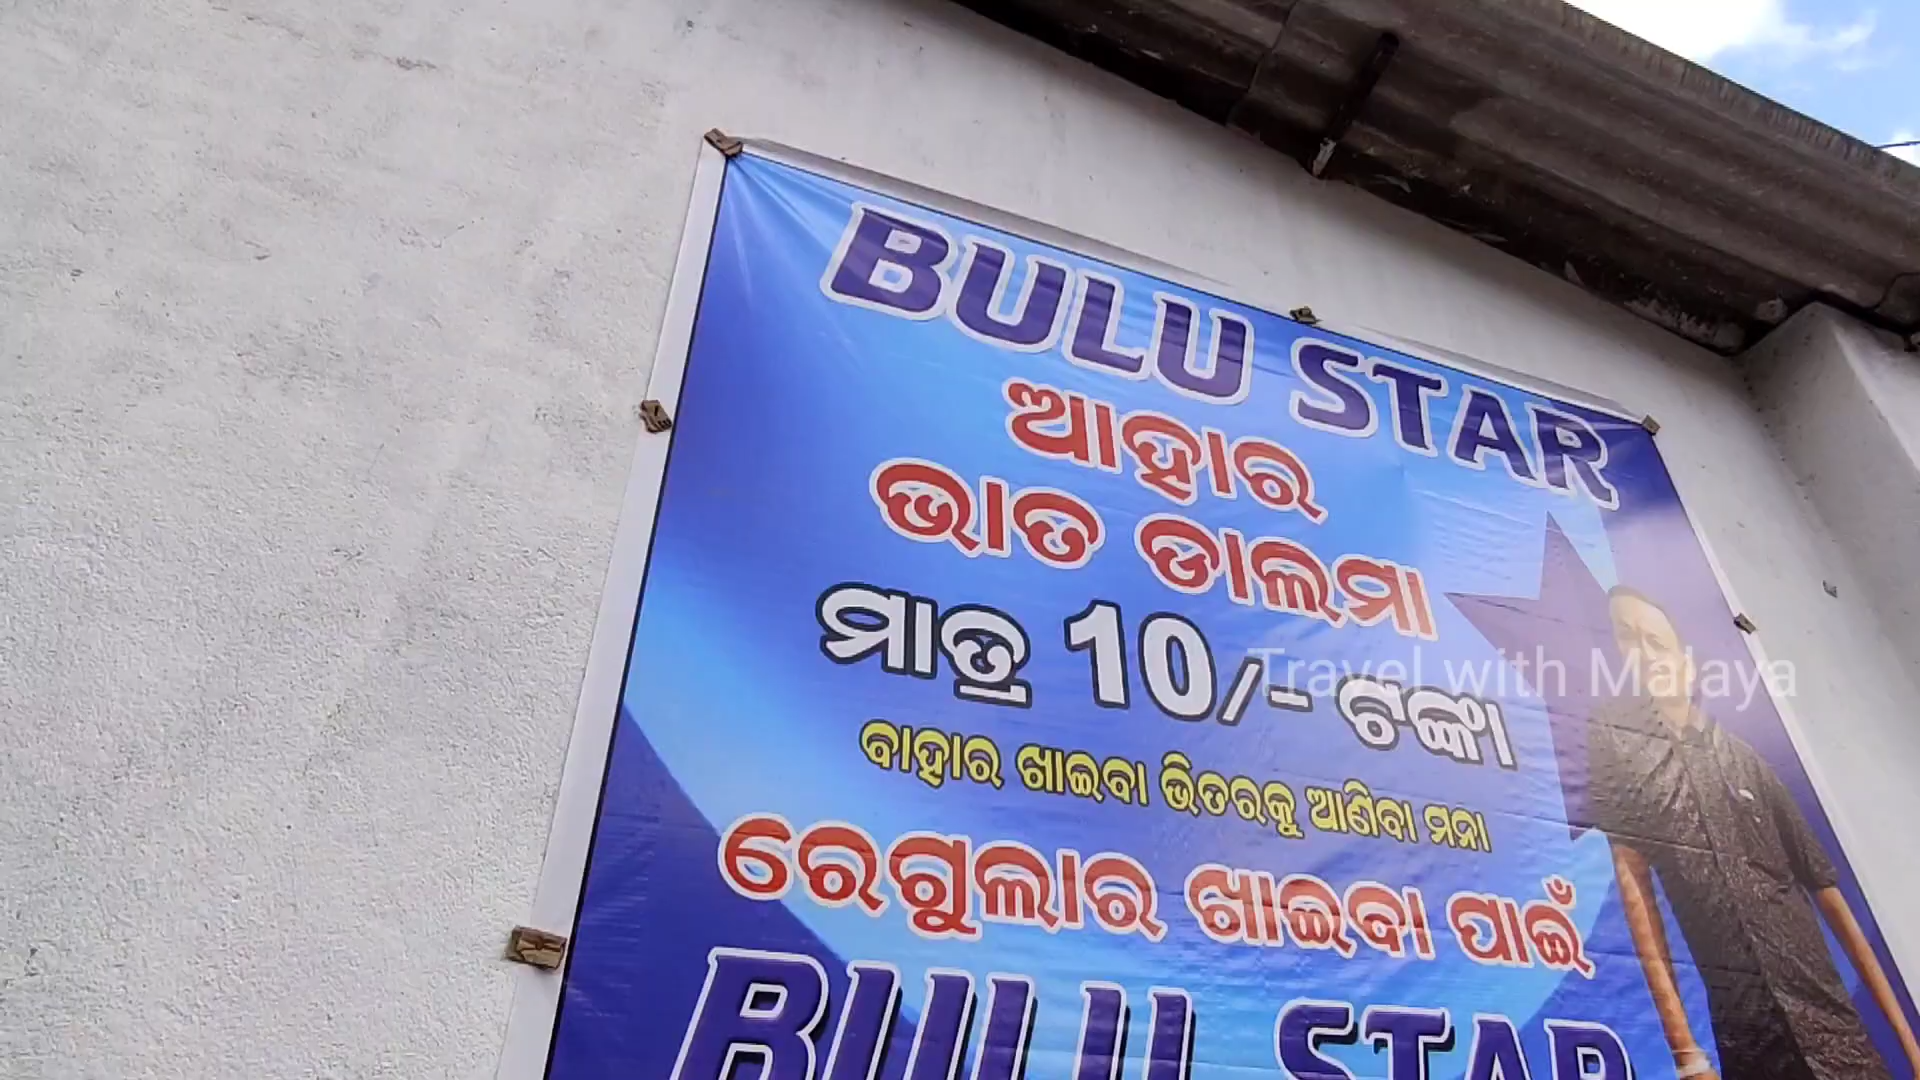 BULU STAR
ଆହାର
ଭାତ ଡାଲମା
ମାତ୍ର 10/- ଟଙ୍କା
Travel with Malaya
ବାହାର ଖାଇବା ଭିତରକୁ ଆଣିବା ମନା
ରେଗୁଲାର ଖାଇବା ପାଇଁ
BULU STAR